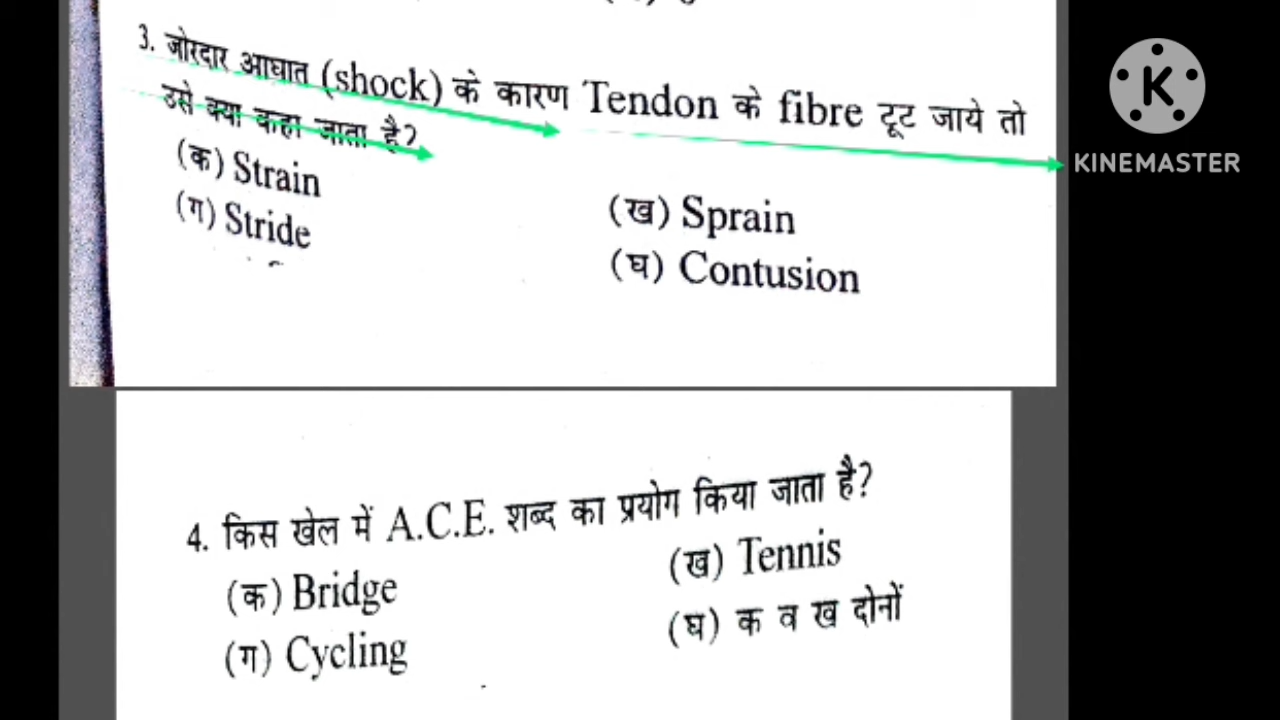 3. जोरदार आघात (shock) के कारण Tendon के fibre टूट जाये तो
उसे क्या कहा जाता है?
(क) Strain
(ख) Sprain
(ग) Stride
(घ) Contusion
KINEMASTER
4. किस खेल में A.C.E. शब्द का प्रयोग किया जाता है?
(क) Bridge
(ख) Tennis
(ग) Cycling
(घ) क व ख दोनों